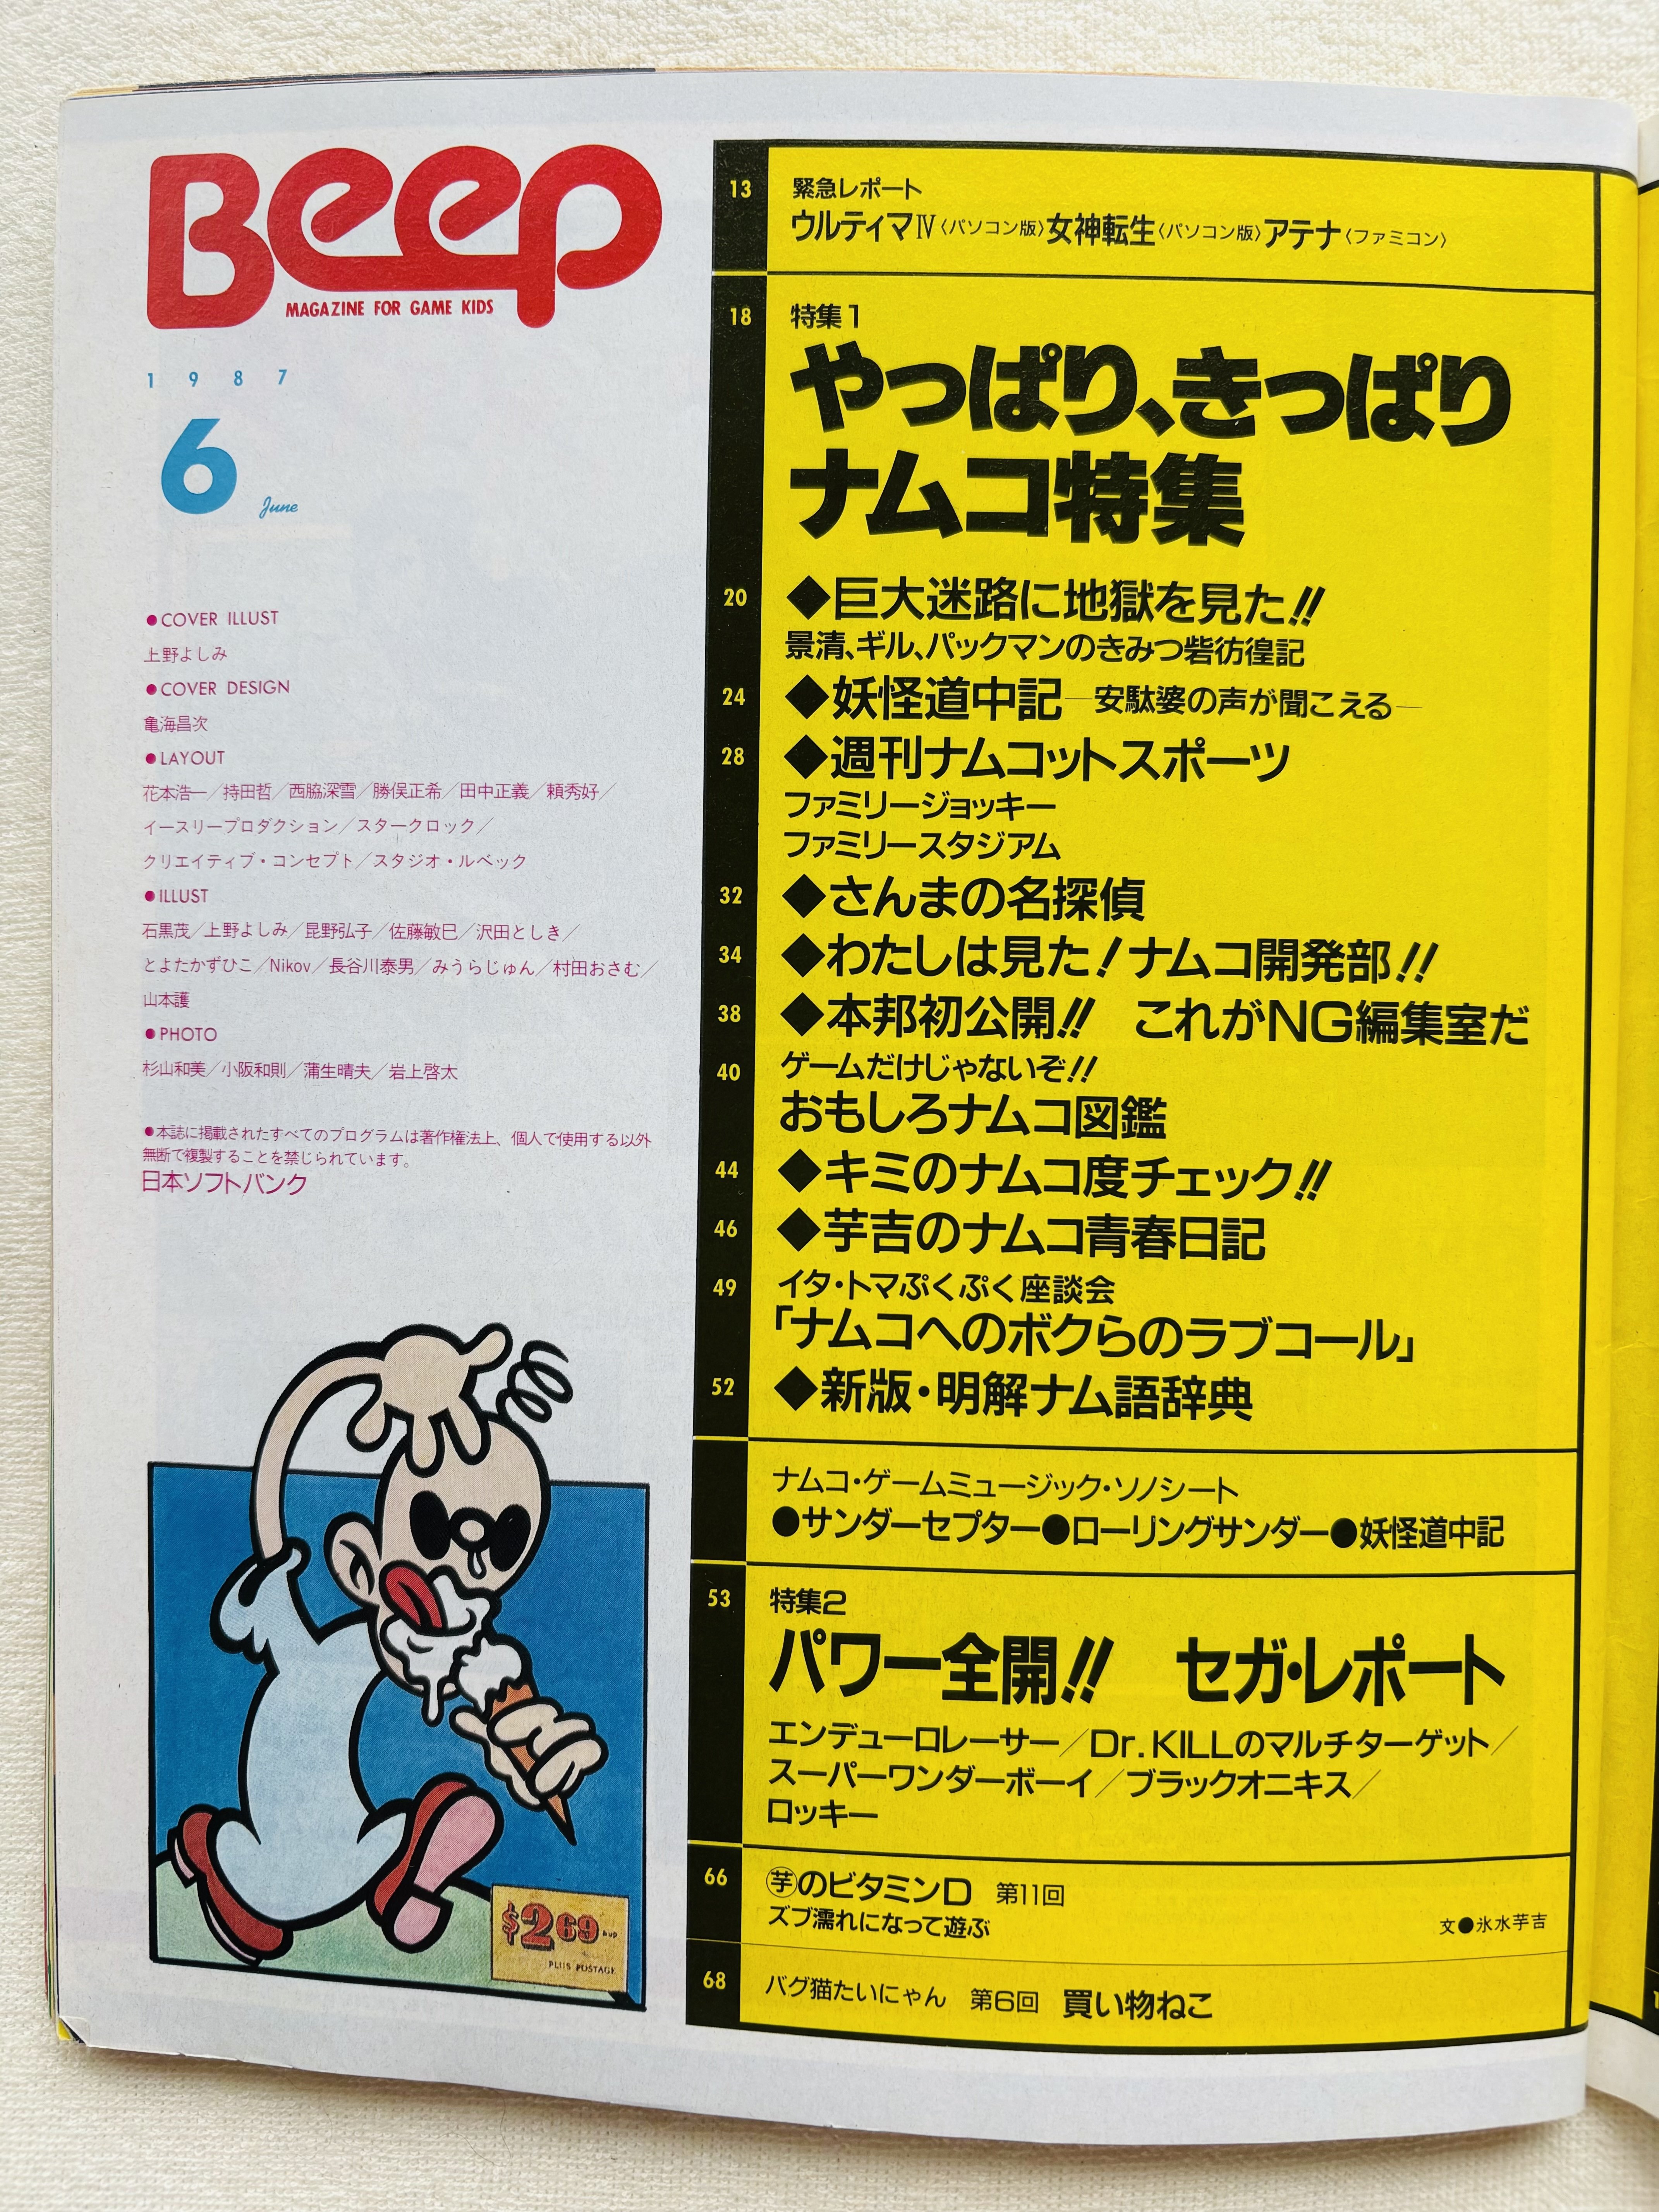 Beep
MAGAZINE FOR GAME KIDS
1987
6
June
●COVER ILLUST
上野よしみ
●COVER DESIGN
亀海昌次
●LAYOUT
花本浩一／持田哲／西脇深雪／勝俣正希／田中正義／頼秀好／
イースリープロダクション／スタークロック／
クリエイティブ・コンセプト／スタジオ・ルベック
●ILLUST
石黒茂／上野よしみ／昆野弘子／佐藤敏巳／沢田としき／
とよたかずひこ／Nikov／長谷川泰男／みうらじゅん／村田おさむ／
山本護
●PHOTO
杉山和美／小阪和則／蒲生晴夫／岩上啓太
●本誌に掲載されたすべてのプログラムは著作権法上、個人で使用する以外
無断で複製することを禁じられています。
日本ソフトバンク
$2.69
PLUS POSTAGE
13 緊急レポート
ウルティマⅣ〈パソコン版〉女神転生〈パソコン版〉アテナ〈ファミコン〉
18 特集1
やっぱり、きっぱり
ナムコ特集
20 ◆巨大迷路に地獄を見た!!
景清、ギル、パックマンのきみつ砦彷徨記
24 ◆妖怪道中記―安駄婆の声が聞こえる―
28 ◆週刊ナムコットスポーツ
ファミリージョッキー
ファミリースタジアム
32 ◆さんまの名探偵
34 ◆わたしは見た!ナムコ開発部!!
38 ◆本邦初公開!! これがNG編集室だ
40 ゲームだけじゃないぞ!!
おもしろナムコ図鑑
44 ◆キミのナムコ度チェック!!
46 ◆芋吉のナムコ青春日記
49 イタ・トマぷくぷく座談会
「ナムコへのボクらのラブコール」
52 ◆新版・明解ナム語辞典
ナムコ・ゲームミュージック・ソノシート
●サンダーセプター●ローリングサンダー●妖怪道中記
53 特集2
パワー全開!! セガ・レポート
エンデューロレーサー／Dr.KILLのマルチターゲット／
スーパーワンダーボーイ／ブラックオニキス／
ロッキー
66 ㊉のビタミンD 第11回
ズブ濡れになって遊ぶ 文●氷水芋吉
68 バグ猫たいにゃん 第6回 買い物ねこ